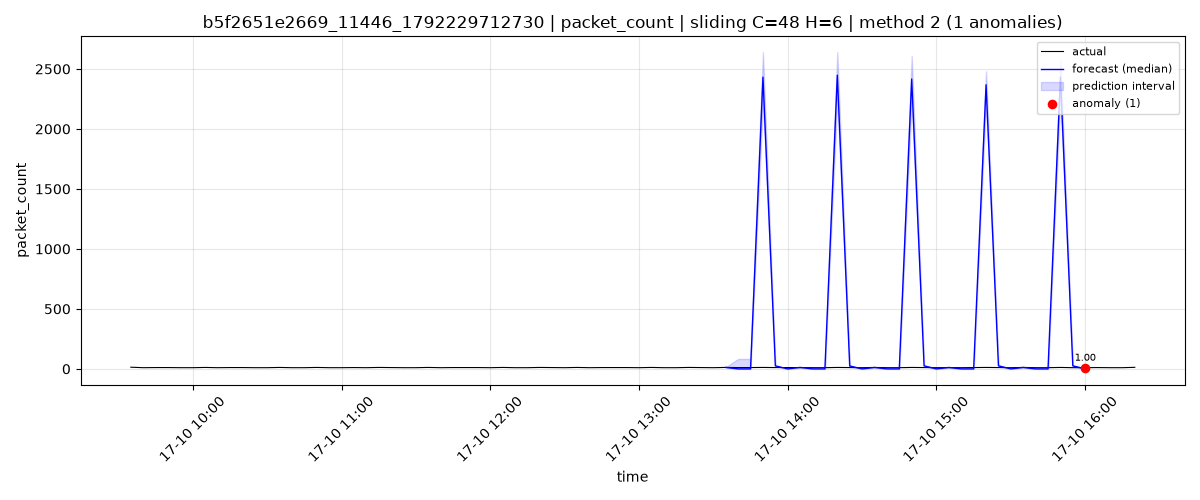 b5f2651e2669_11446_1792229712730 | packet_count | sliding C=48 H=6 | method 2 (1 anomalies)
actual
forecast (median)
prediction interval
anomaly (1)
packet_count
2500
2000
1500
1000
500
0
1.00
17-10 10:00
17-10 11:00
17-10 12:00
17-10 13:00
17-10 14:00
17-10 15:00
17-10 16:00
time